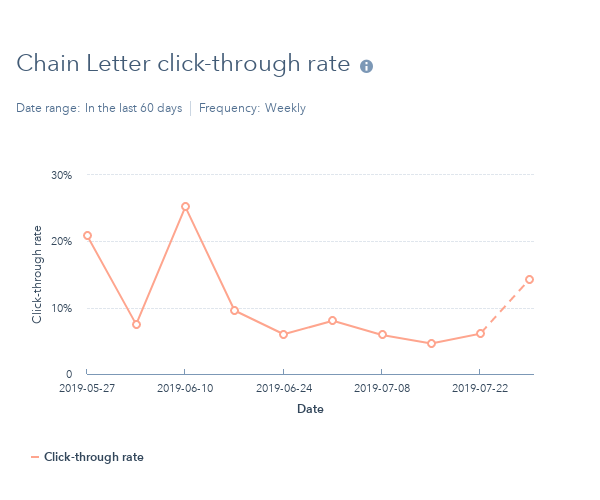 Chain Letter click-through rate
Date range: In the last 60 days Frequency: Weekly
30%
20%
10%
0
Click-through rate
2019-05-27 2019-06-10 2019-06-24 2019-07-08 2019-07-22
Date
Click-through rate